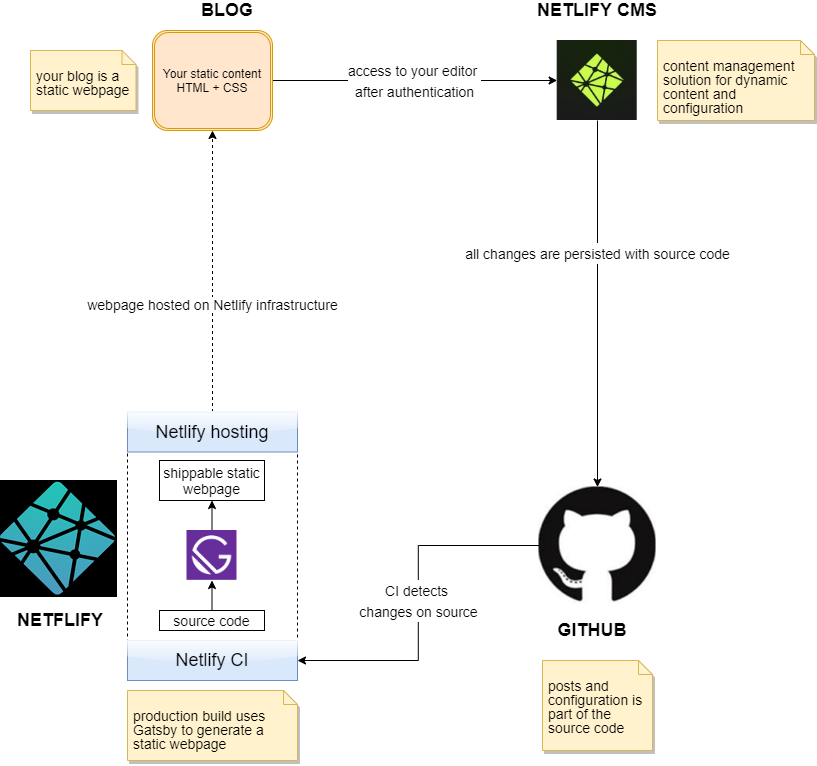 BLOG
NETLIFY CMS
your blog is a
static webpage
Your static content
HTML + CSS
access to your editor
after authentication
content management
solution for dynamic
content and
configuration
all changes are persisted with source code
webpage hosted on Netlify infrastructure
Netlify hosting
shippable static
webpage
source code
Netlify CI
NETFLIFY
CI detects
changes on source
GITHUB
production build uses
Gatsby to generate a
static webpage
posts and
configuration is
part of the
source code